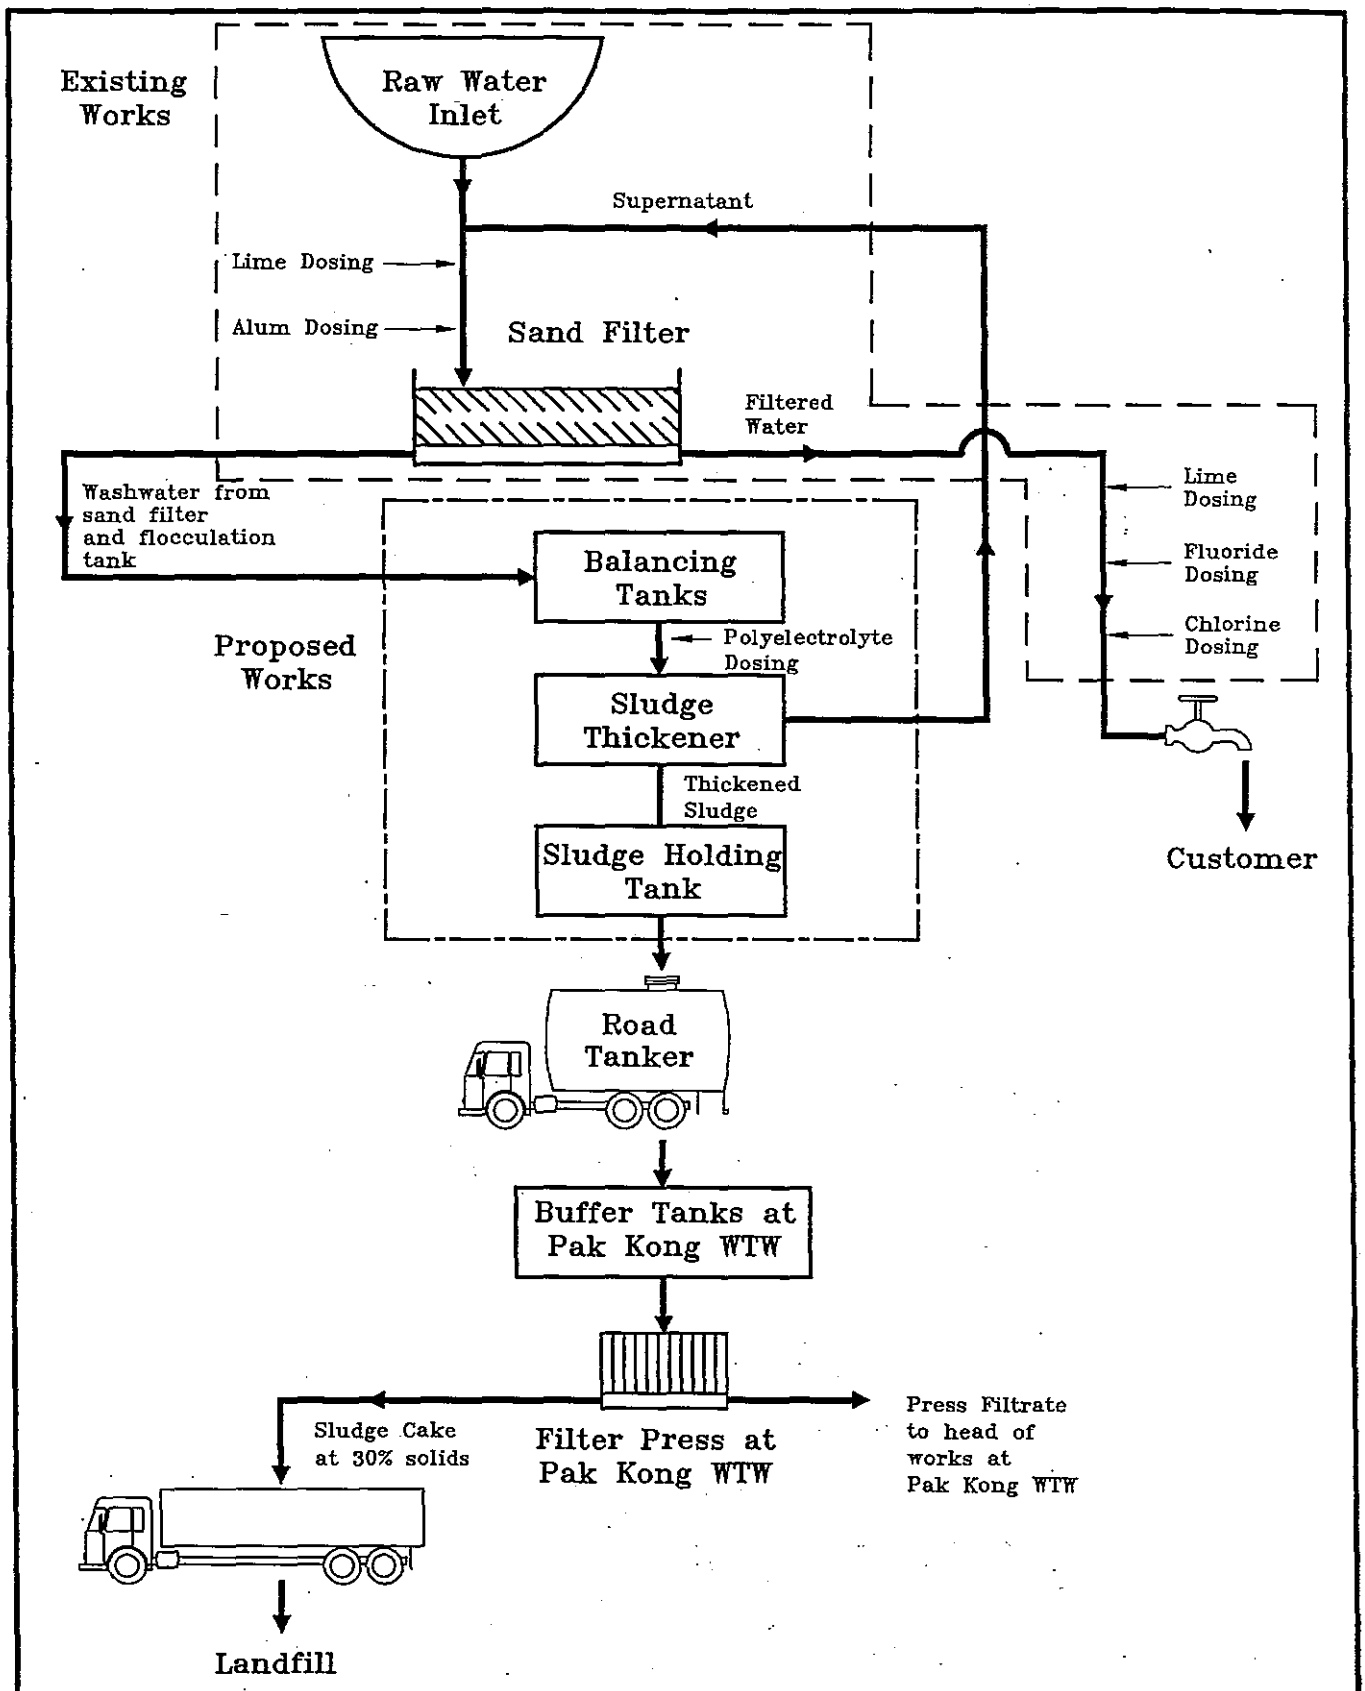 Existing
Works
Raw Water
Inlet
Supernatant
Lime Dosing
Alum Dosing
Sand Filter
Filtered
Water
Washwater from
sand filter
and flocculation
tank
Lime
Dosing
Fluoride
Dosing
Chlorine
Dosing
Balancing
Tanks
Proposed
Works
Polyelectrolyte
Dosing
Sludge
Thickener
Thickened
Sludge
Sludge Holding
Tank
Customer
Road
Tanker
Buffer Tanks at
Pak Kong WTW
Sludge Cake
at 30% solids
Filter Press at
Pak Kong WTW
Press Filtrate
to head of
works at
Pak Kong WTW
Landfill